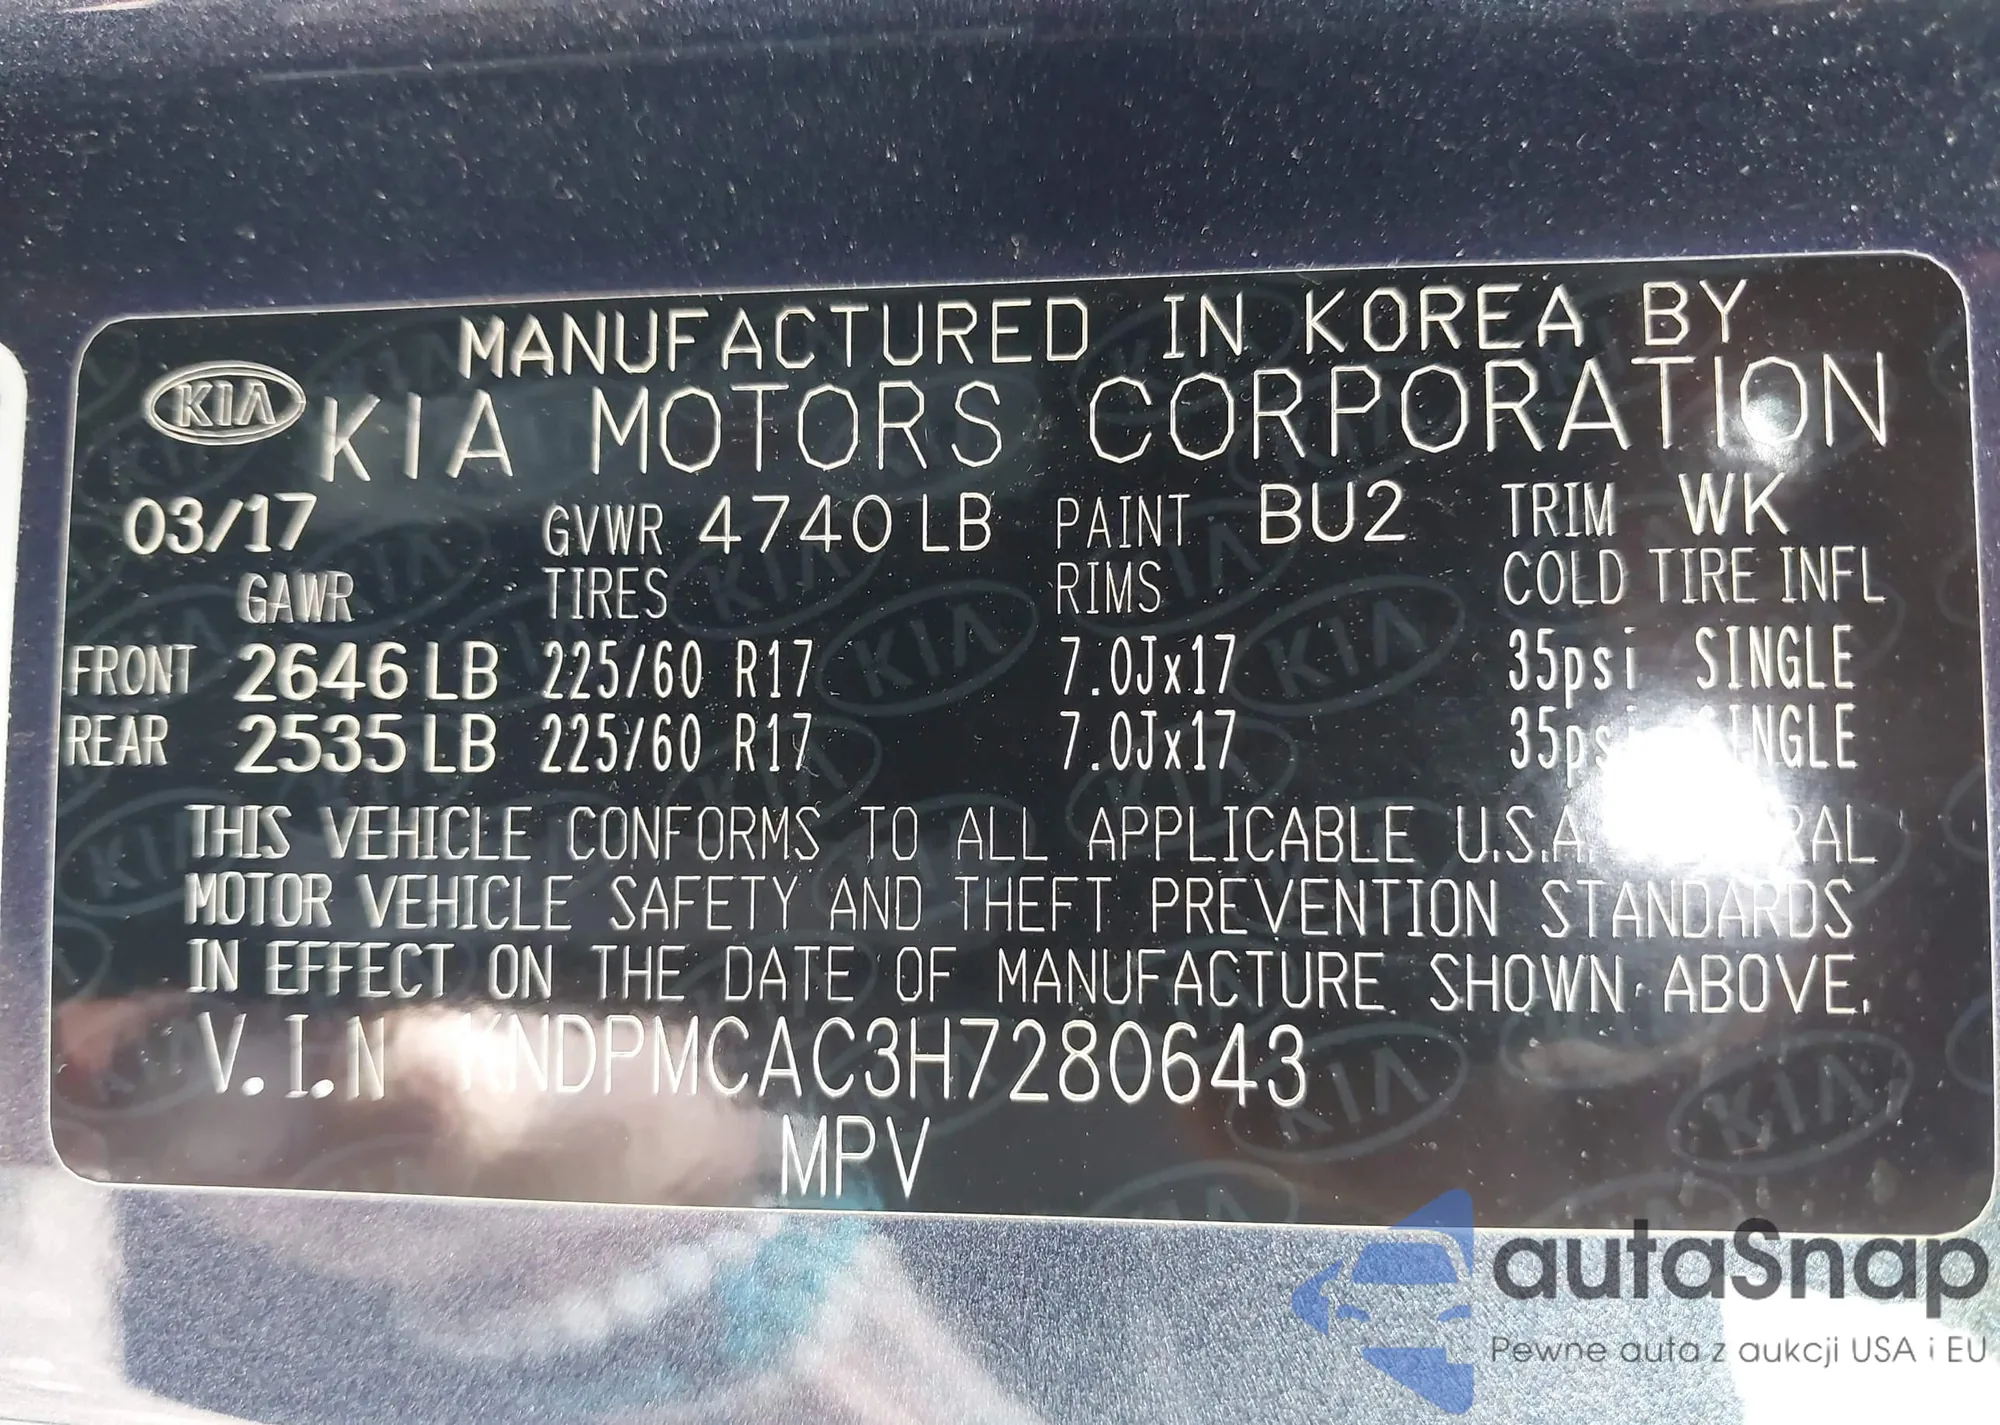 MANUFACTURED IN KOREA BY
KIA KIA MOTORS CORPORATION
03/17 GVWR 4740 LB PAINT BU2 TRIM WK
GAWR TIRES RIMS COLD TIRE INFL
FRONT 2646 LB 225/60 R17 7.0Jx17 35psi SINGLE
REAR 2535 LB 225/60 R17 7.0Jx17 35psi SINGLE
THIS VEHICLE CONFORMS TO ALL APPLICABLE U.S.A.
MOTOR VEHICLE SAFETY AND THEFT PREVENTION STANDARDS
IN EFFECT ON THE DATE OF MANUFACTURE SHOWN ABOVE.
V.I.N KNDPMCAC3H7280643
MPV
autaSnap
Pewne auta z aukcji USA i EU